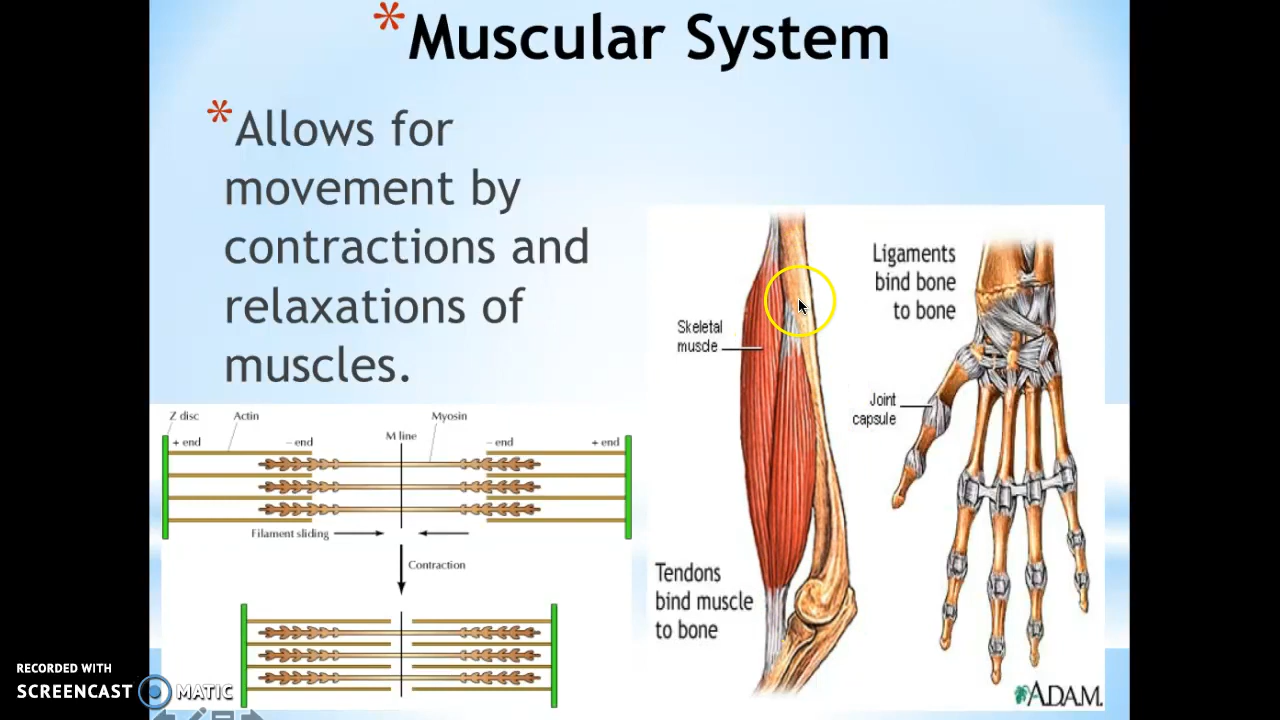 *Muscular System
*Allows for
movement by
contractions and
relaxations of
muscles.
Z disc
Actin
Myosin
+ end
– end
M line
– end
+ end
Filament sliding
Contraction
Skeletal
muscle
Tendons
bind muscle
to bone
Ligaments
bind bone
to bone
Joint
capsule
A.D.A.M.
RECORDED WITH
SCREENCAST MATIC